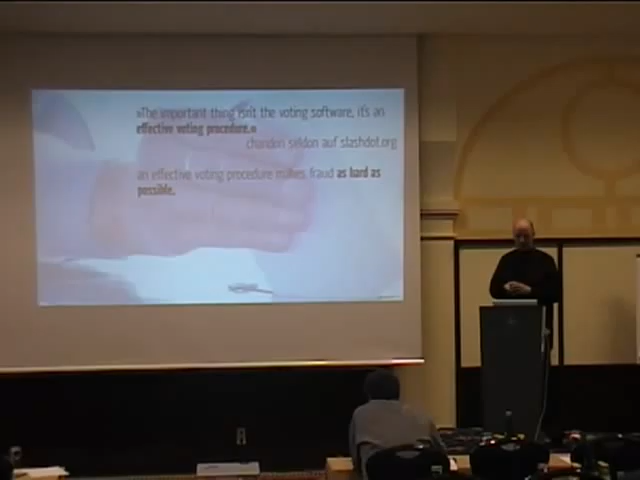 »The important thing isn't the voting software, it's an
effective voting procedure.«
chandon seldon auf slashdot.org
an effective voting procedure makes fraud as hard as
possible.